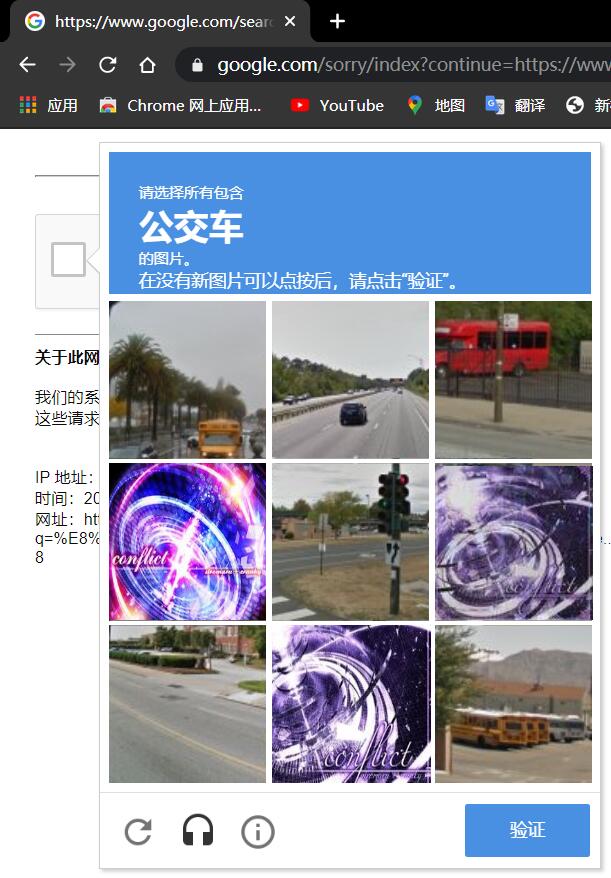 https://www.google.com/sear
google.com/sorry/index?continue=https://www
应用
Chrome 网上应用...
YouTube
地图
翻译
新
请选择所有包含
公交车
的图片。
在没有新图片可以点按后，请点击“验证”。
关于此网
我们的系
这些请求
IP 地址：
时间：20
网址：htt
q=%E8%
e...
8
conflict
conflict
conflict
验证